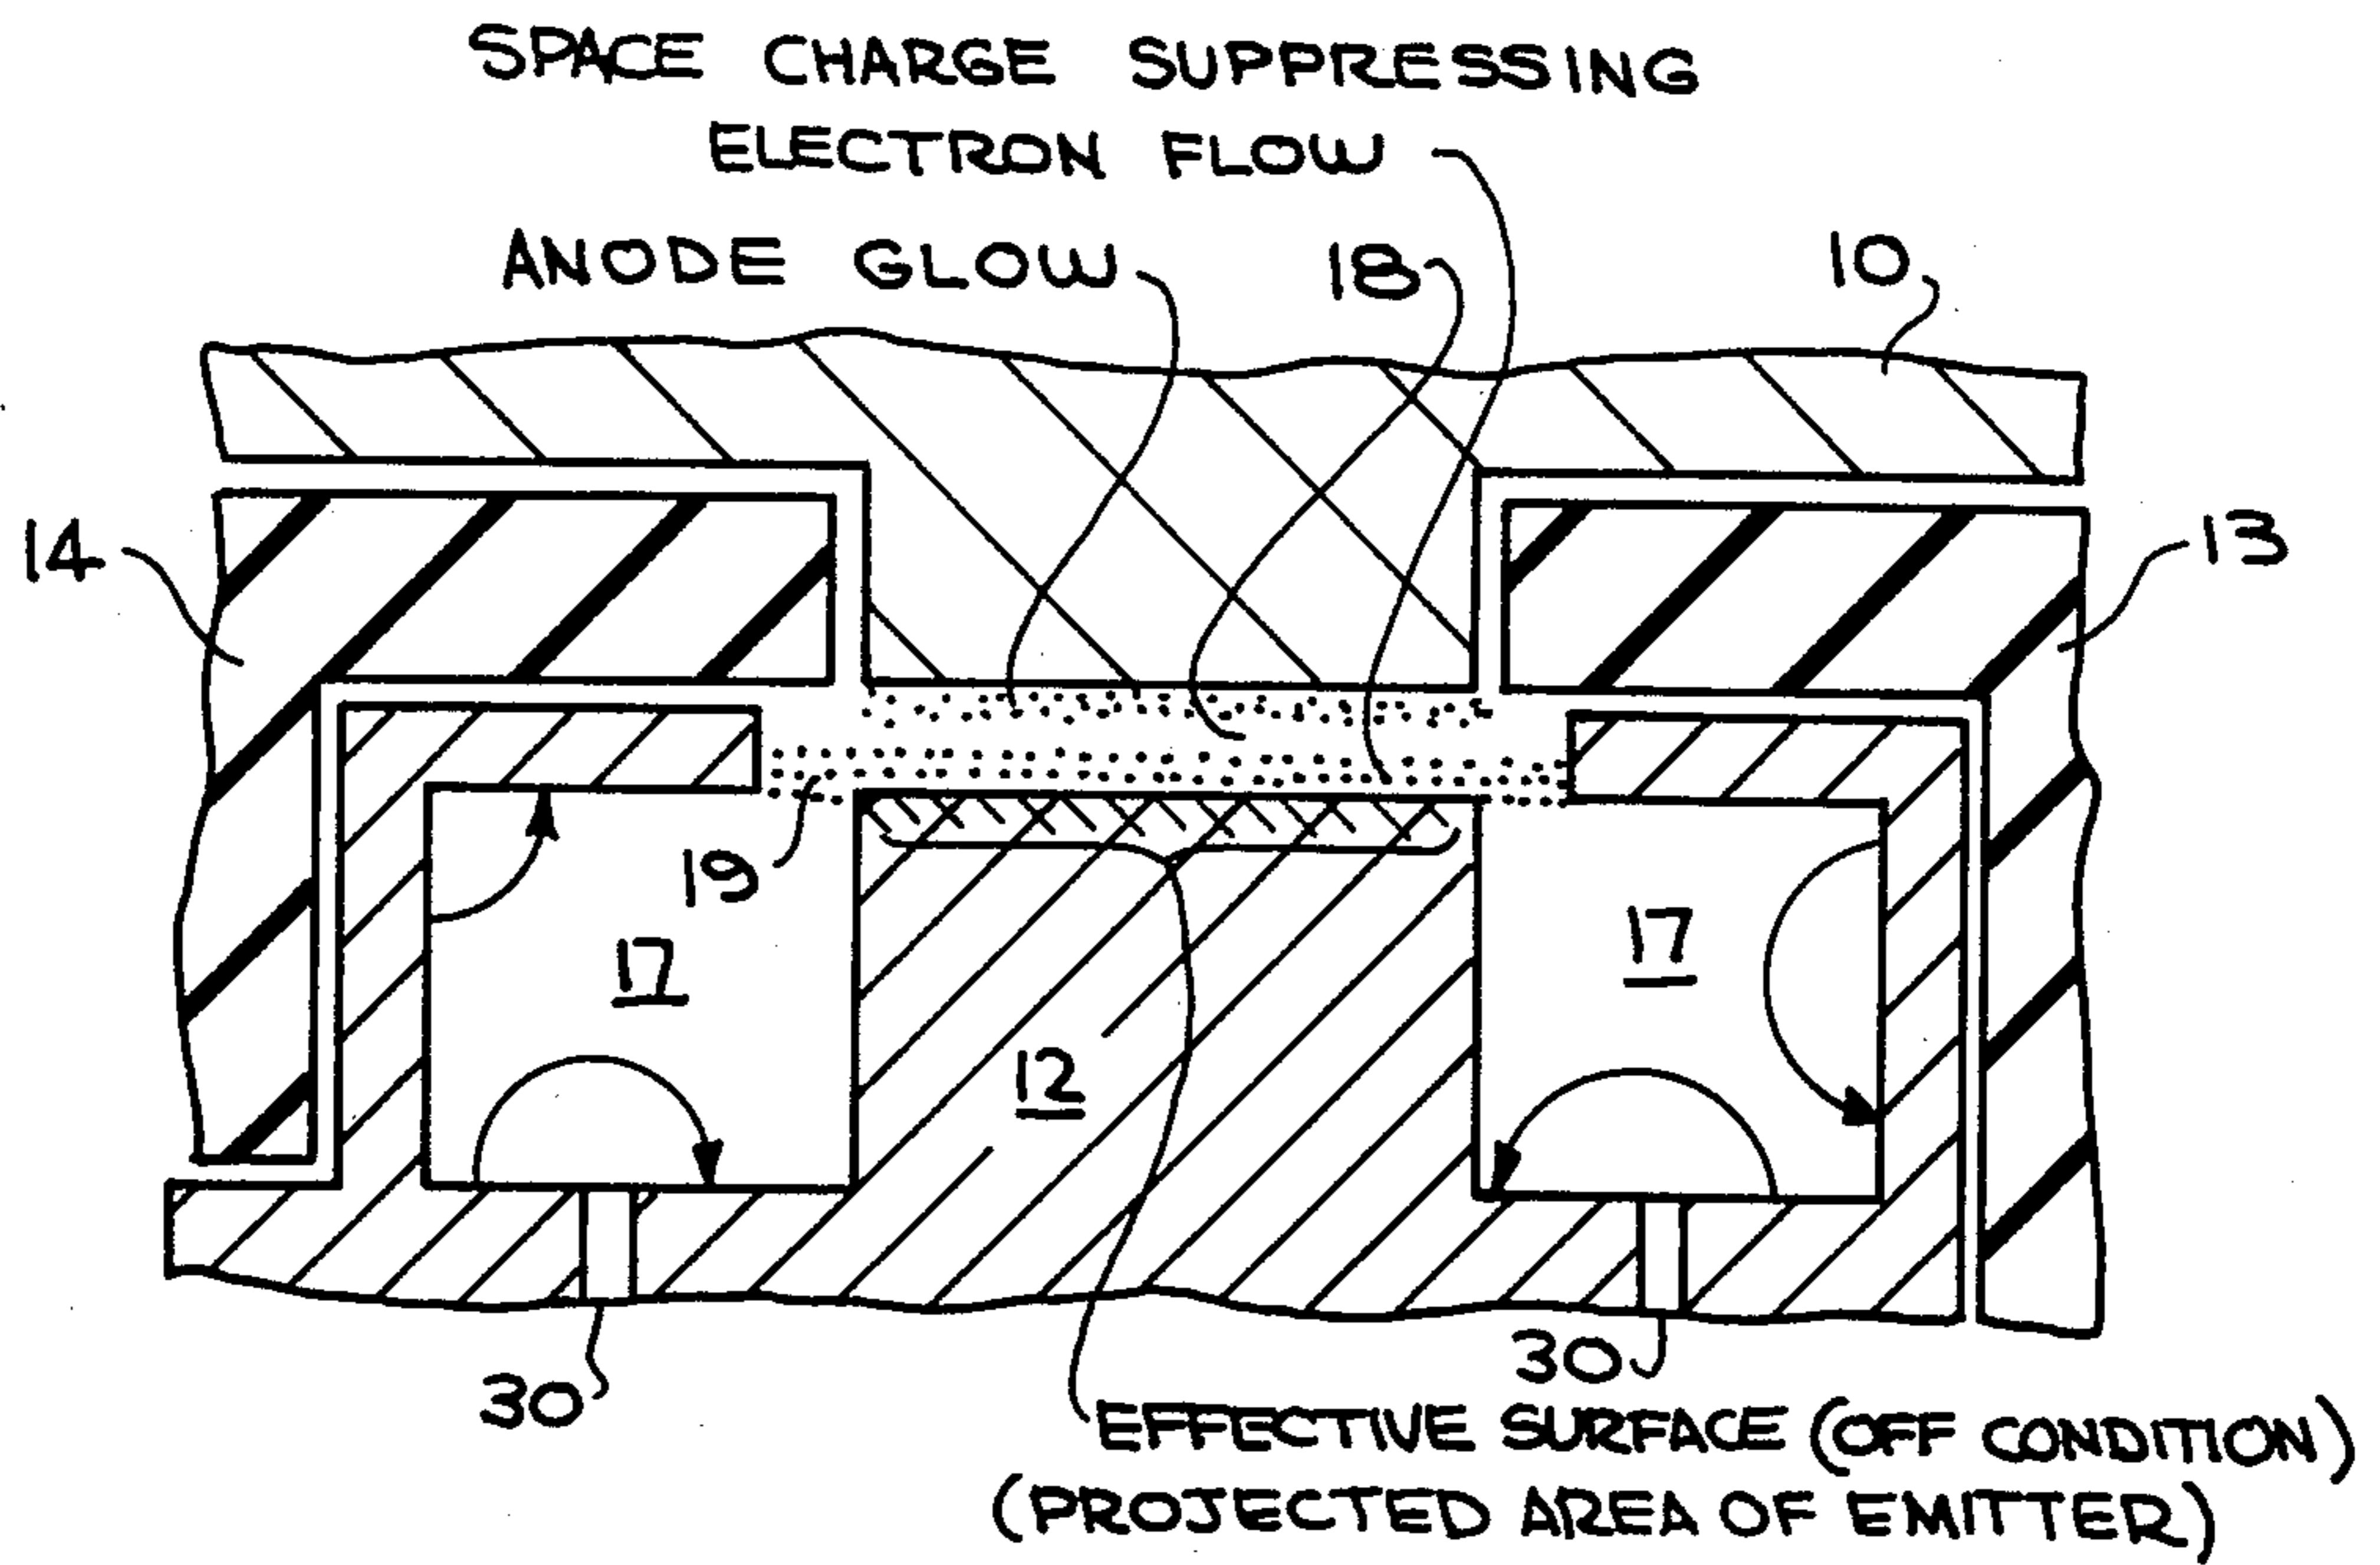 SPACE CHARGE SUPPRESSING
ELECTRON FLOW
ANODE GLOW
18
10
14
13
19
17
17
12
30
30
EFFECTIVE SURFACE (OFF CONDITION)
(PROJECTED AREA OF EMITTER)